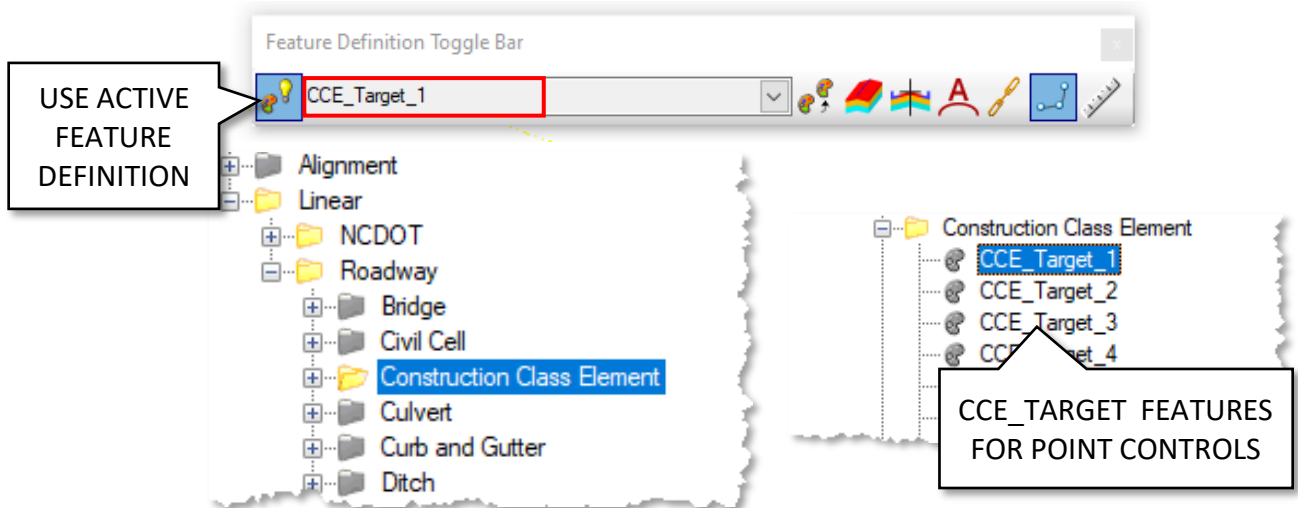 Feature Definition Toggle Bar
x
USE ACTIVE
FEATURE
DEFINITION
CCE_Target_1
A
Alignment
Linear
NCDOT
Roadway
Bridge
Civil Cell
Construction Class Element
Culvert
Curb and Gutter
Ditch
Construction Class Element
CCE_Target_1
CCE_Target_2
CCE_Target_3
CCE_Target_4
CCE_TARGET FEATURES
FOR POINT CONTROLS